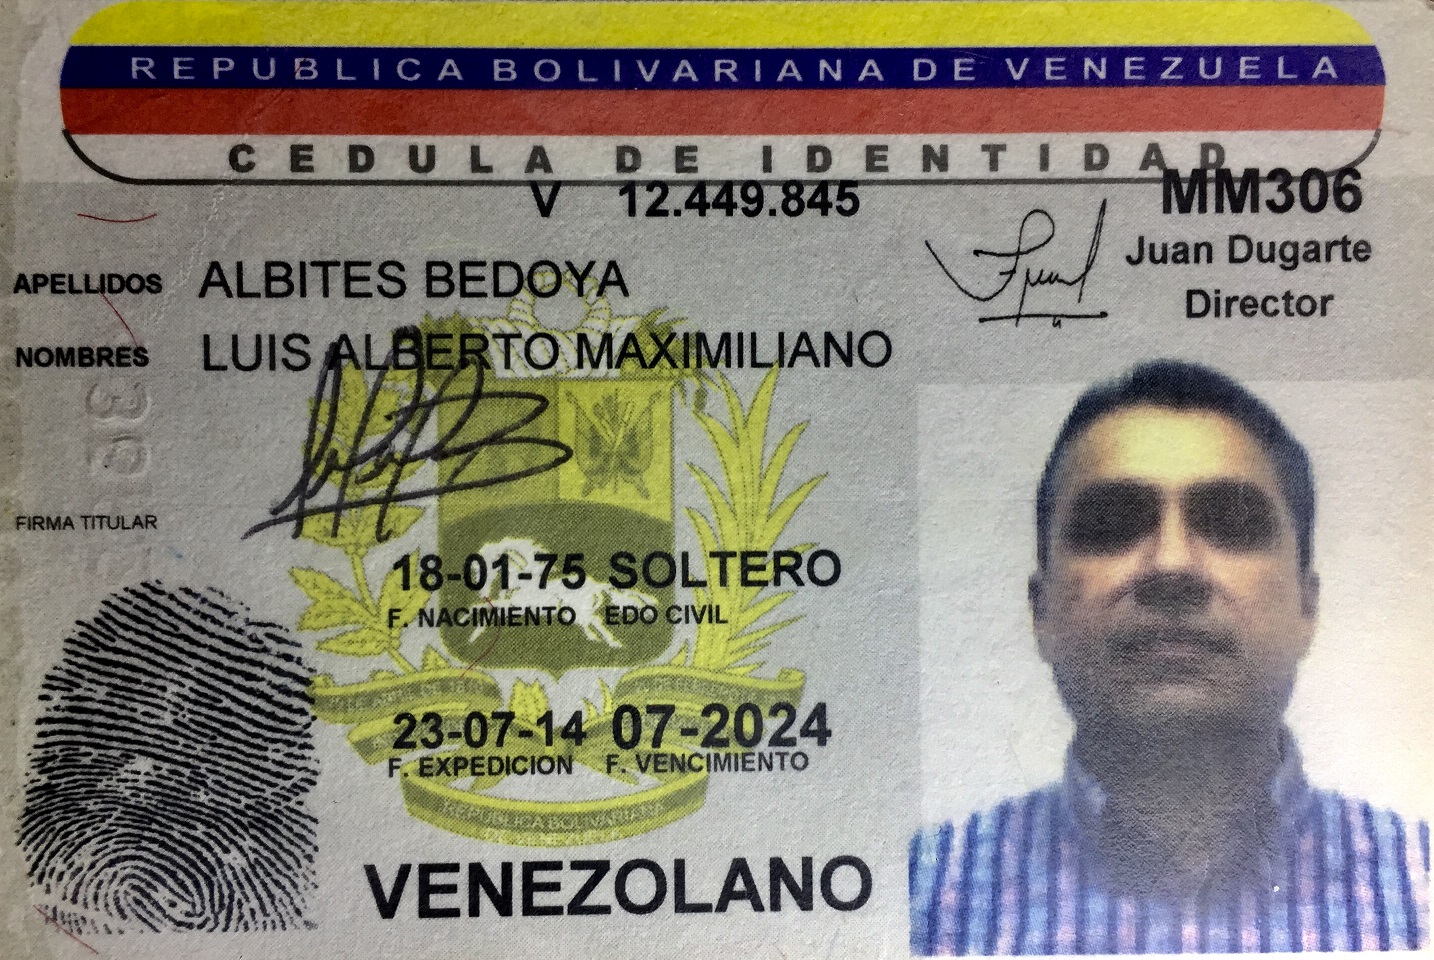 REPUBLICA BOLIVARIANA DE VENEZUELA
CEDULA DE IDENTIDAD
V 12.449.845
MM306
Juan Dugarte
Director
APELLIDOS ALBITES BEDOYA
NOMBRES LUIS ALBERTO MAXIMILIANO
FIRMA TITULAR
18-01-75 SOLTERO
F. NACIMIENTO EDO CIVIL
23-07-14 07-2024
F. EXPEDICION F. VENCIMIENTO
REPUBLICA BOLIVARIANA
DE VENEZUELA
VENEZOLANO